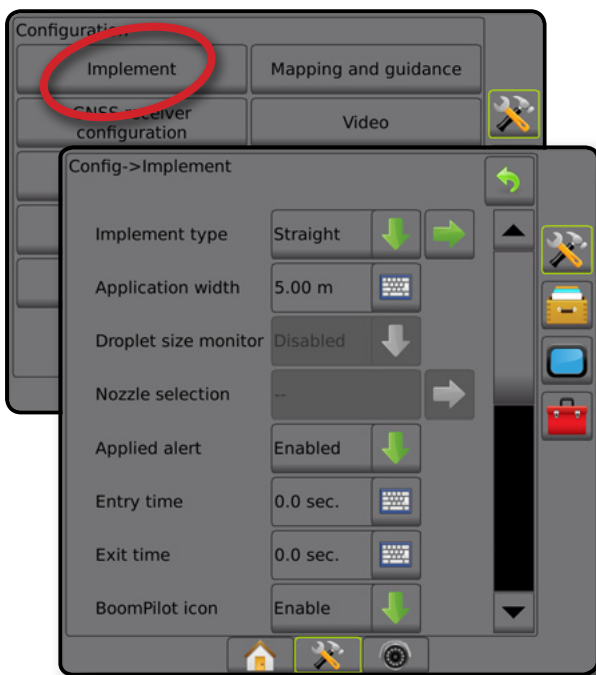 Configuration
Implement
Mapping and guidance
GNSS receiver
configuration
Video
Config->Implement
Implement type
Straight
Application width
5.00 m
Droplet size monitor
Disabled
Nozzle selection
--
Applied alert
Enabled
Entry time
0.0 sec.
Exit time
0.0 sec.
BoomPilot icon
Enable